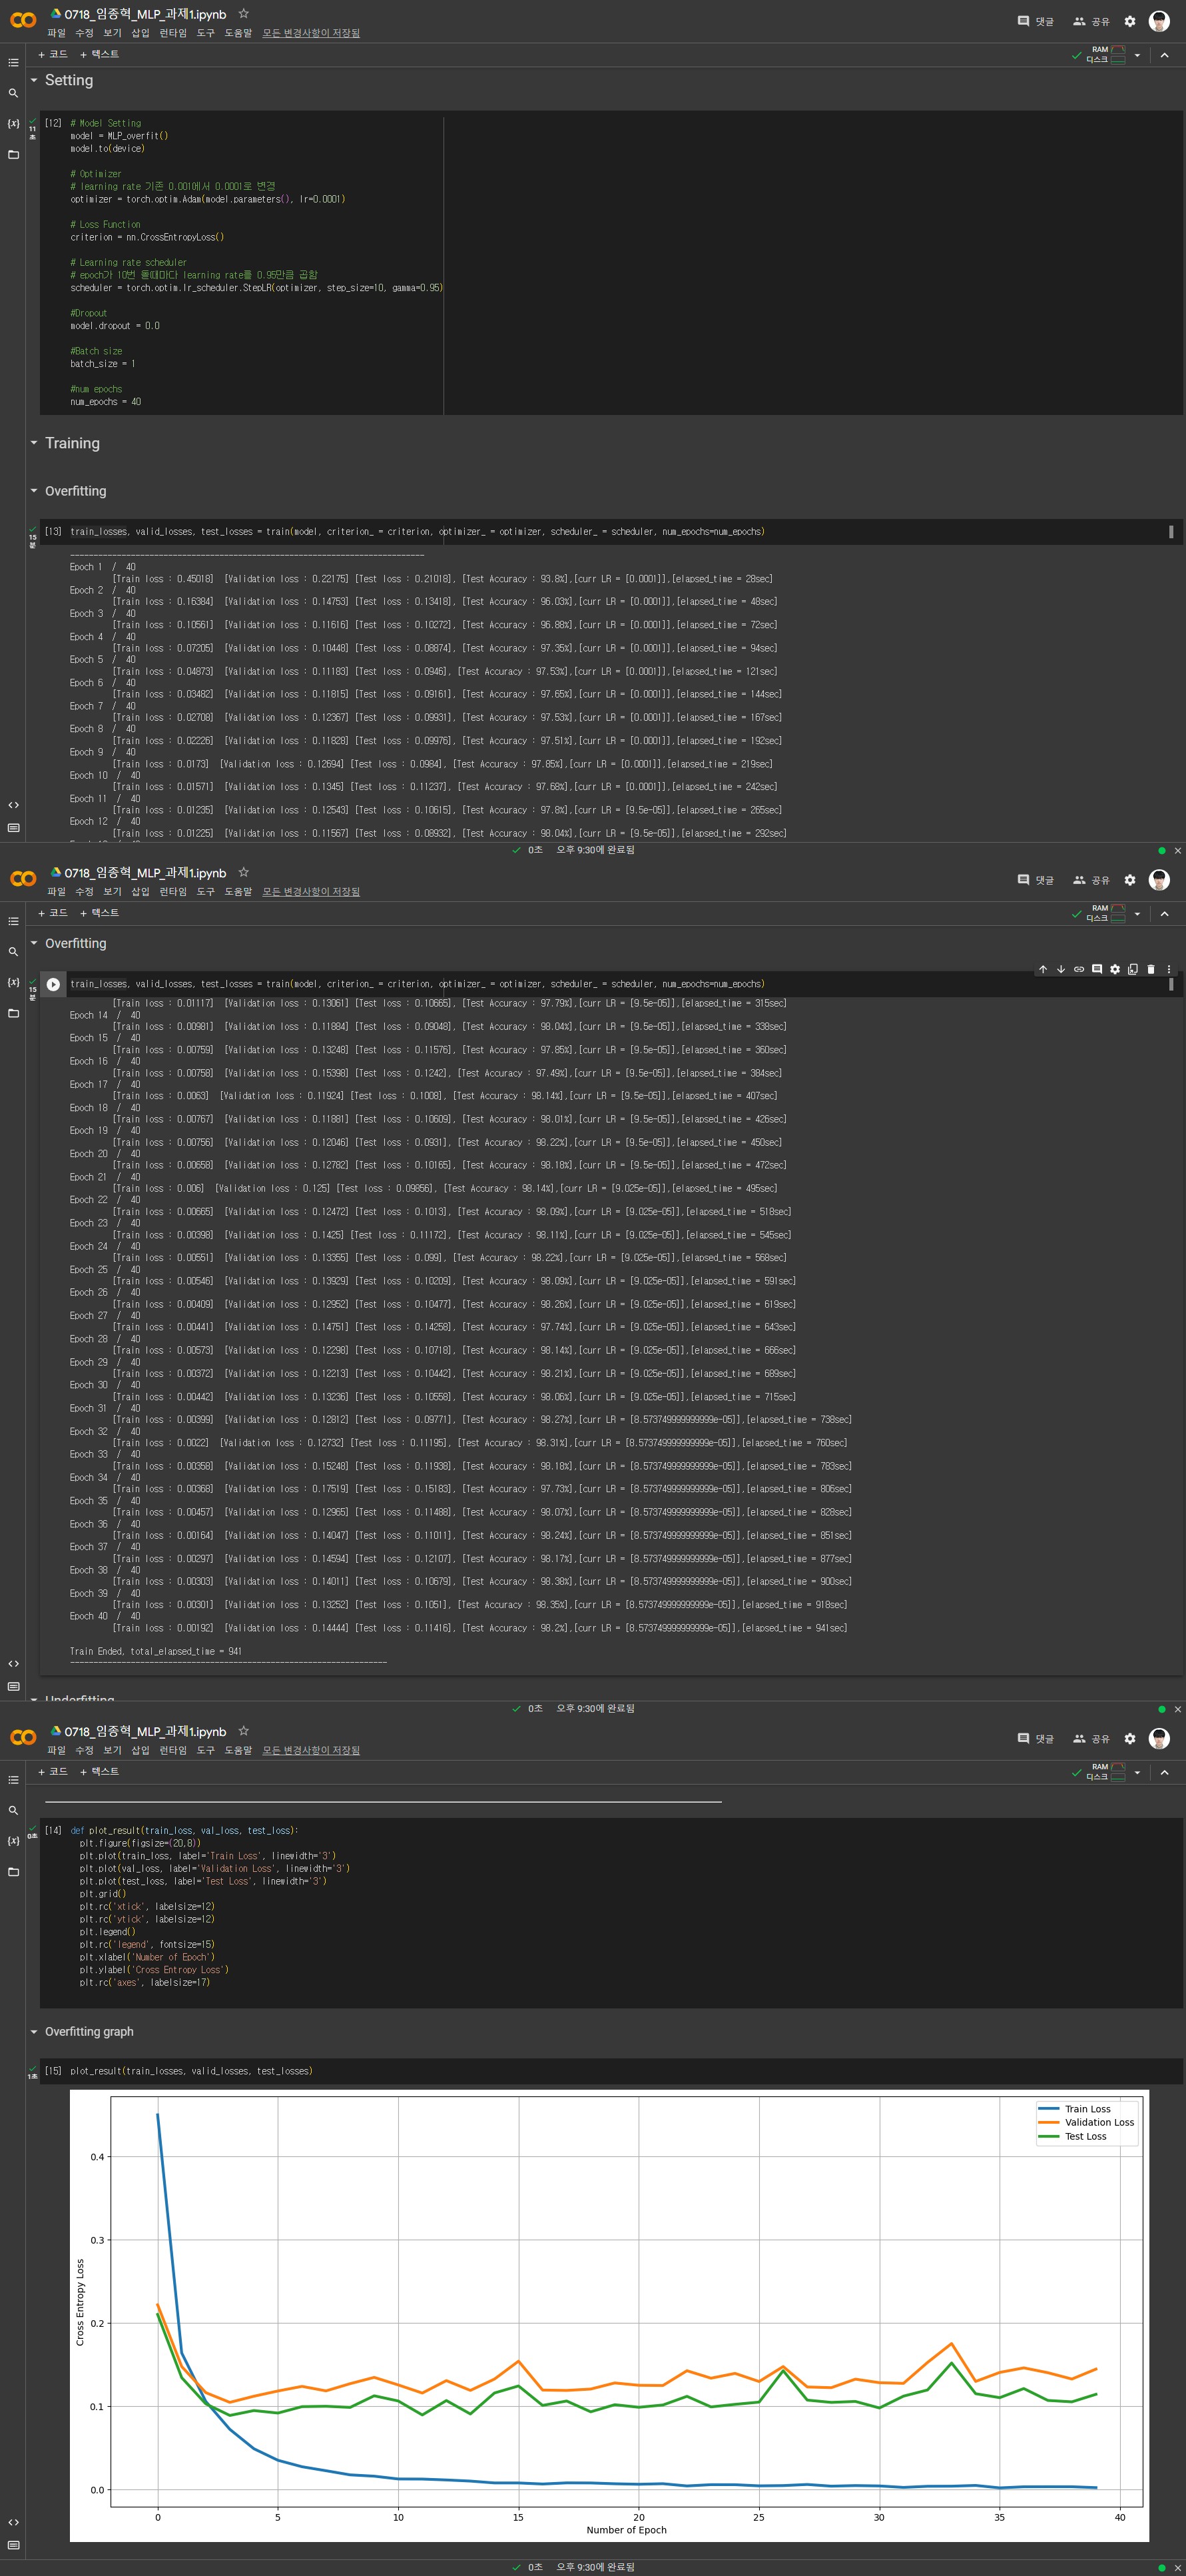 0718_임종혁_MLP_과제1.ipynb
댓글 공유
파일 수정 보기 삽입 런타임 도구 도움말 모든 변경사항이 저장됨
+ 코드 + 텍스트
RAM
디스크
Setting
11
초
[12] # Model Setting
model = MLP_overfit()
model.to(device)
# Optimizer
# learning rate 기존 0.001에서 0.0001로 변경
optimizer = torch.optim.Adam(model.parameters(), lr=0.0001)
# Loss Function
criterion = nn.CrossEntropyLoss()
# Learning rate scheduler
# epoch가 10번 돌때마다 learning rate를 0.95만큼 곱함
scheduler = torch.optim.lr_scheduler.StepLR(optimizer, step_size=10, gamma=0.95)
#Dropout
model.dropout = 0.0
#Batch size
batch_size = 1
#num epochs
num_epochs = 40
Training
Overfitting
15
분
[13] train_losses, valid_losses, test_losses = train(model, criterion_ = criterion, optimizer_ = optimizer, scheduler_ = scheduler, num_epochs=num_epochs)
Epoch 1 / 40
[Train loss : 0.45018] [Validation loss : 0.22175] [Test loss : 0.21018], [Test Accuracy : 93.8%],[curr LR = [0.0001]],[elapsed_time = 28sec]
Epoch 2 / 40
[Train loss : 0.16384] [Validation loss : 0.14753] [Test loss : 0.13418], [Test Accuracy : 96.03%],[curr LR = [0.0001]],[elapsed_time = 48sec]
Epoch 3 / 40
[Train loss : 0.10561] [Validation loss : 0.11616] [Test loss : 0.10272], [Test Accuracy : 96.88%],[curr LR = [0.0001]],[elapsed_time = 72sec]
Epoch 4 / 40
[Train loss : 0.07205] [Validation loss : 0.10448] [Test loss : 0.08874], [Test Accuracy : 97.35%],[curr LR = [0.0001]],[elapsed_time = 94sec]
Epoch 5 / 40
[Train loss : 0.04873] [Validation loss : 0.11183] [Test loss : 0.0946], [Test Accuracy : 97.53%],[curr LR = [0.0001]],[elapsed_time = 121sec]
Epoch 6 / 40
[Train loss : 0.03482] [Validation loss : 0.11815] [Test loss : 0.09161], [Test Accuracy : 97.65%],[curr LR = [0.0001]],[elapsed_time = 144sec]
Epoch 7 / 40
[Train loss : 0.02708] [Validation loss : 0.12367] [Test loss : 0.09931], [Test Accuracy : 97.53%],[curr LR = [0.0001]],[elapsed_time = 167sec]
Epoch 8 / 40
[Train loss : 0.02226] [Validation loss : 0.11828] [Test loss : 0.09976], [Test Accuracy : 97.51%],[curr LR = [0.0001]],[elapsed_time = 192sec]
Epoch 9 / 40
[Train loss : 0.0173] [Validation loss : 0.12694] [Test loss : 0.0984], [Test Accuracy : 97.85%],[curr LR = [0.0001]],[elapsed_time = 219sec]
Epoch 10 / 40
[Train loss : 0.01571] [Validation loss : 0.1345] [Test loss : 0.11237], [Test Accuracy : 97.68%],[curr LR = [0.0001]],[elapsed_time = 242sec]
Epoch 11 / 40
[Train loss : 0.01235] [Validation loss : 0.12543] [Test loss : 0.10615], [Test Accuracy : 97.8%],[curr LR = [9.5e-05]],[elapsed_time = 265sec]
Epoch 12 / 40
[Train loss : 0.01225] [Validation loss : 0.11567] [Test loss : 0.08932], [Test Accuracy : 98.04%],[curr LR = [9.5e-05]],[elapsed_time = 292sec]
0초 오후 9:30에 완료됨
0718_임종혁_MLP_과제1.ipynb
댓글 공유
파일 수정 보기 삽입 런타임 도구 도움말 모든 변경사항이 저장됨
+ 코드 + 텍스트
RAM
디스크
Overfitting
15
분
train_losses, valid_losses, test_losses = train(model, criterion_ = criterion, optimizer_ = optimizer, scheduler_ = scheduler, num_epochs=num_epochs)
[Train loss : 0.01117] [Validation loss : 0.13061] [Test loss : 0.10665], [Test Accuracy : 97.79%],[curr LR = [9.5e-05]],[elapsed_time = 315sec]
Epoch 14 / 40
[Train loss : 0.00981] [Validation loss : 0.11884] [Test loss : 0.09048], [Test Accuracy : 98.04%],[curr LR = [9.5e-05]],[elapsed_time = 338sec]
Epoch 15 / 40
[Train loss : 0.00759] [Validation loss : 0.13248] [Test loss : 0.11576], [Test Accuracy : 97.85%],[curr LR = [9.5e-05]],[elapsed_time = 360sec]
Epoch 16 / 40
[Train loss : 0.00758] [Validation loss : 0.15398] [Test loss : 0.1242], [Test Accuracy : 97.49%],[curr LR = [9.5e-05]],[elapsed_time = 384sec]
Epoch 17 / 40
[Train loss : 0.0063] [Validation loss : 0.11924] [Test loss : 0.1008], [Test Accuracy : 98.14%],[curr LR = [9.5e-05]],[elapsed_time = 407sec]
Epoch 18 / 40
[Train loss : 0.00767] [Validation loss : 0.11881] [Test loss : 0.10609], [Test Accuracy : 98.01%],[curr LR = [9.5e-05]],[elapsed_time = 426sec]
Epoch 19 / 40
[Train loss : 0.00756] [Validation loss : 0.12046] [Test loss : 0.0931], [Test Accuracy : 98.22%],[curr LR = [9.5e-05]],[elapsed_time = 450sec]
Epoch 20 / 40
[Train loss : 0.00658] [Validation loss : 0.12782] [Test loss : 0.10165], [Test Accuracy : 98.18%],[curr LR = [9.5e-05]],[elapsed_time = 472sec]
Epoch 21 / 40
[Train loss : 0.006] [Validation loss : 0.125] [Test loss : 0.09856], [Test Accuracy : 98.14%],[curr LR = [9.025e-05]],[elapsed_time = 495sec]
Epoch 22 / 40
[Train loss : 0.00665] [Validation loss : 0.12472] [Test loss : 0.1013], [Test Accuracy : 98.09%],[curr LR = [9.025e-05]],[elapsed_time = 518sec]
Epoch 23 / 40
[Train loss : 0.00398] [Validation loss : 0.1425] [Test loss : 0.11172], [Test Accuracy : 98.11%],[curr LR = [9.025e-05]],[elapsed_time = 545sec]
Epoch 24 / 40
[Train loss : 0.00551] [Validation loss : 0.13355] [Test loss : 0.099], [Test Accuracy : 98.22%],[curr LR = [9.025e-05]],[elapsed_time = 568sec]
Epoch 25 / 40
[Train loss : 0.00546] [Validation loss : 0.13929] [Test loss : 0.10209], [Test Accuracy : 98.09%],[curr LR = [9.025e-05]],[elapsed_time = 591sec]
Epoch 26 / 40
[Train loss : 0.00409] [Validation loss : 0.12952] [Test loss : 0.10477], [Test Accuracy : 98.26%],[curr LR = [9.025e-05]],[elapsed_time = 619sec]
Epoch 27 / 40
[Train loss : 0.00441] [Validation loss : 0.14751] [Test loss : 0.14258], [Test Accuracy : 97.74%],[curr LR = [9.025e-05]],[elapsed_time = 643sec]
Epoch 28 / 40
[Train loss : 0.00573] [Validation loss : 0.12298] [Test loss : 0.10718], [Test Accuracy : 98.14%],[curr LR = [9.025e-05]],[elapsed_time = 666sec]
Epoch 29 / 40
[Train loss : 0.00372] [Validation loss : 0.12213] [Test loss : 0.10442], [Test Accuracy : 98.21%],[curr LR = [9.025e-05]],[elapsed_time = 689sec]
Epoch 30 / 40
[Train loss : 0.00442] [Validation loss : 0.13236] [Test loss : 0.10558], [Test Accuracy : 98.06%],[curr LR = [9.025e-05]],[elapsed_time = 715sec]
Epoch 31 / 40
[Train loss : 0.00399] [Validation loss : 0.12812] [Test loss : 0.09771], [Test Accuracy : 98.27%],[curr LR = [8.573749999999999e-05]],[elapsed_time = 738sec]
Epoch 32 / 40
[Train loss : 0.0022] [Validation loss : 0.12732] [Test loss : 0.11195], [Test Accuracy : 98.31%],[curr LR = [8.573749999999999e-05]],[elapsed_time = 760sec]
Epoch 33 / 40
[Train loss : 0.00358] [Validation loss : 0.15248] [Test loss : 0.11938], [Test Accuracy : 98.18%],[curr LR = [8.573749999999999e-05]],[elapsed_time = 783sec]
Epoch 34 / 40
[Train loss : 0.00368] [Validation loss : 0.17519] [Test loss : 0.15183], [Test Accuracy : 97.73%],[curr LR = [8.573749999999999e-05]],[elapsed_time = 806sec]
Epoch 35 / 40
[Train loss : 0.00457] [Validation loss : 0.12965] [Test loss : 0.11488], [Test Accuracy : 98.07%],[curr LR = [8.573749999999999e-05]],[elapsed_time = 828sec]
Epoch 36 / 40
[Train loss : 0.00164] [Validation loss : 0.14047] [Test loss : 0.11011], [Test Accuracy : 98.24%],[curr LR = [8.573749999999999e-05]],[elapsed_time = 851sec]
Epoch 37 / 40
[Train loss : 0.00297] [Validation loss : 0.14594] [Test loss : 0.12107], [Test Accuracy : 98.17%],[curr LR = [8.573749999999999e-05]],[elapsed_time = 877sec]
Epoch 38 / 40
[Train loss : 0.00303] [Validation loss : 0.14011] [Test loss : 0.10679], [Test Accuracy : 98.38%],[curr LR = [8.573749999999999e-05]],[elapsed_time = 900sec]
Epoch 39 / 40
[Train loss : 0.00301] [Validation loss : 0.13252] [Test loss : 0.1051], [Test Accuracy : 98.35%],[curr LR = [8.573749999999999e-05]],[elapsed_time = 918sec]
Epoch 40 / 40
[Train loss : 0.00192] [Validation loss : 0.14444] [Test loss : 0.11416], [Test Accuracy : 98.2%],[curr LR = [8.573749999999999e-05]],[elapsed_time = 941sec]
Train Ended, total_elapsed_time = 941
Underfitting
0초 오후 9:30에 완료됨
0718_임종혁_MLP_과제1.ipynb
댓글 공유
파일 수정 보기 삽입 런타임 도구 도움말 모든 변경사항이 저장됨
+ 코드 + 텍스트
RAM
디스크
0초
[14] def plot_result(train_loss, val_loss, test_loss):
plt.figure(figsize=(20,8))
plt.plot(train_loss, label='Train Loss', linewidth='3')
plt.plot(val_loss, label='Validation Loss', linewidth='3')
plt.plot(test_loss, label='Test Loss', linewidth='3')
plt.grid()
plt.rc('xtick', labelsize=12)
plt.rc('ytick', labelsize=12)
plt.legend()
plt.rc('legend', fontsize=15)
plt.xlabel('Number of Epoch')
plt.ylabel('Cross Entropy Loss')
plt.rc('axes', labelsize=17)
Overfitting graph
1초
[15] plot_result(train_losses, valid_losses, test_losses)
Train Loss
Validation Loss
Test Loss
0.4
0.3
0.2
0.1
0.0
Cross Entropy Loss
0 5 10 15 20 25 30 35 40
Number of Epoch
0초 오후 9:30에 완료됨